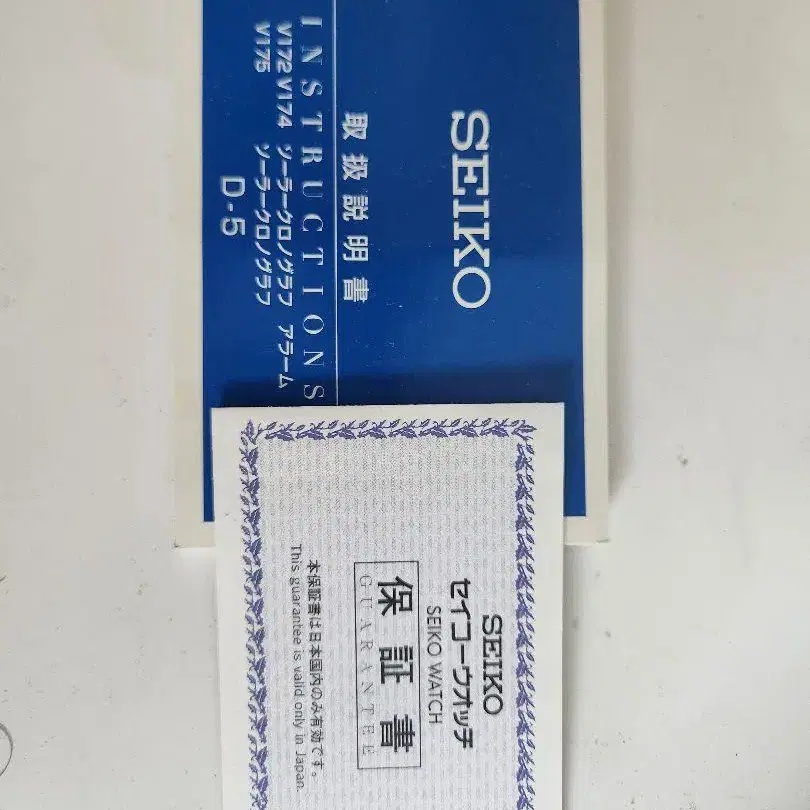 SEIKO
取扱説明書
INSTRUCTIONS
V172 V174 ソーラークロノグラフ アラーム
V175 ソーラークロノグラフ
D-5
SEIKO
セイコーウオッチ
SEIKO WATCH
保証書
GUARANTEE
本保証書は日本国内のみ有効です。
This guarantee is valid only in Japan.